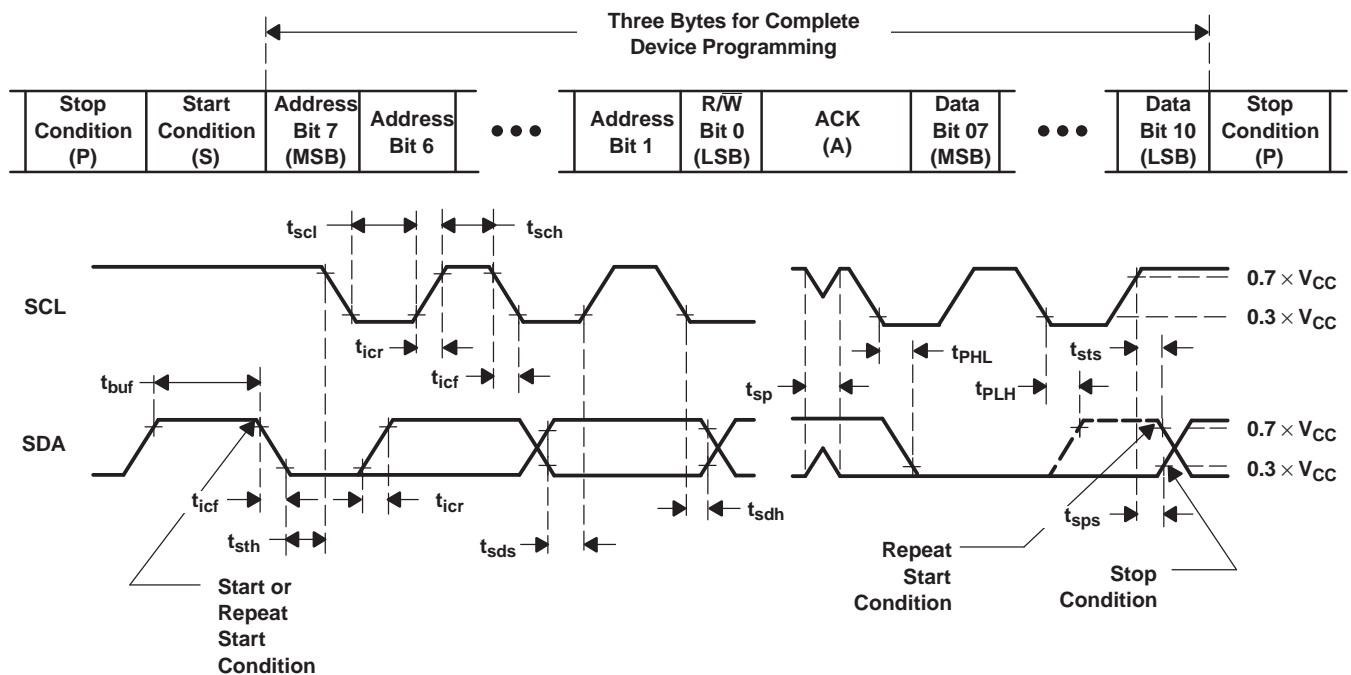 Three Bytes for Complete
Device Programming
Stop
Condition
(P)
Start
Condition
(S)
Address
Bit 7
(MSB)
Address
Bit 6
•••
Address
Bit 1
R/W̅
Bit 0
(LSB)
ACK
(A)
Data
Bit 07
(MSB)
•••
Data
Bit 10
(LSB)
Stop
Condition
(P)
tscl
tsch
SCL
0.7 × VCC
0.3 × VCC
ticr
ticf
tPHL
tsts
tbuf
tsp
tPLH
SDA
0.7 × VCC
0.3 × VCC
ticf
ticr
tsdh
tsps
tsth
tsds
Start or
Repeat
Start
Condition
Repeat
Start
Condition
Stop
Condition